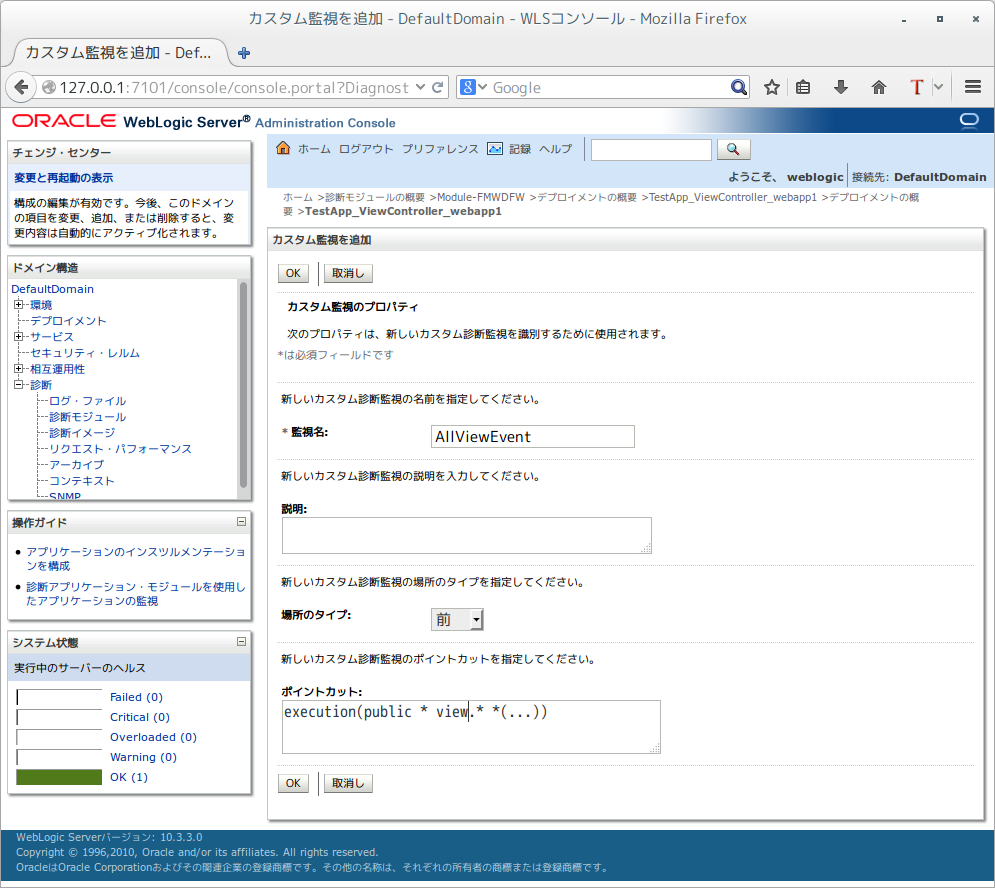 カスタム監視を追加 - DefaultDomain - WLSコンソール - Mozilla Firefox
カスタム監視を追加 - Def...
127.0.0.1:7101/console/console.portal?Diagnost
8 Google
T
ORACLE WebLogic Server® Administration Console
チェンジ・センター
変更と再起動の表示
構成の編集が有効です。今後、このドメイン
の項目を変更、追加、または削除すると、変
更内容は自動的にアクティブ化されます。
ドメイン構造
DefaultDomain
環境
デプロイメント
サービス
セキュリティ・レルム
相互運用性
診断
ログ・ファイル
診断モジュール
診断イメージ
リクエスト・パフォーマンス
アーカイブ
コンテキスト
SNMP
操作ガイド
アプリケーションのインスツルメンテーショ
ンを構成
診断アプリケーション・モジュールを使用し
たアプリケーションの監視
システム状態
実行中のサーバーのヘルス
Failed (0)
Critical (0)
Overloaded (0)
Warning (0)
OK (1)
ホーム ログアウト プリファレンス 記録 ヘルプ
ようこそ、 weblogic 接続先: DefaultDomain
ホーム >診断モジュールの概要 >Module-FMWDFW >デプロイメントの概要 >TestApp_ViewController_webapp1 >デプロイメントの概
要 >TestApp_ViewController_webapp1
カスタム監視を追加
OK 取消し
カスタム監視のプロパティ
次のプロパティは、新しいカスタム診断監視を識別するために使用されます。
*は必須フィールドです
新しいカスタム診断監視の名前を指定してください。
* 監視名: AllViewEvent
新しいカスタム診断監視の説明を入力してください。
説明:
新しいカスタム診断監視の場所のタイプを指定してください。
場所のタイプ: 前
新しいカスタム診断監視のポイントカットを指定してください。
ポイントカット:
execution(public * view.* *(...))
OK 取消し
WebLogic Serverバージョン: 10.3.3.0
Copyright © 1996,2010, Oracle and/or its affiliates. All rights reserved.
OracleはOracle Corporationおよびその関連企業の登録商標です。その他の名称は、それぞれの所有者の商標または登録商標です。